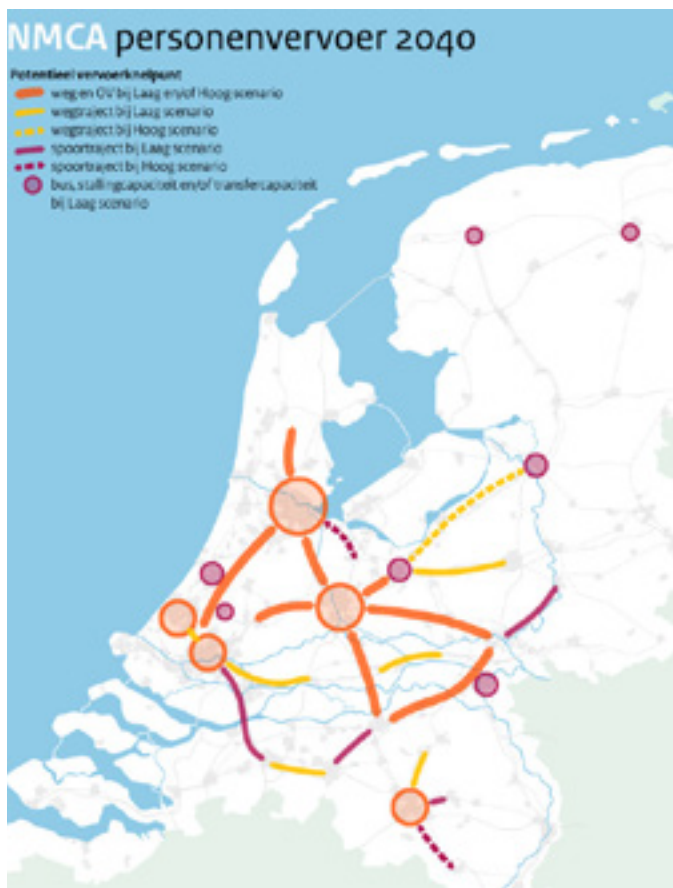 NMCA personenvervoer 2040
Potentieel vervoerknelpunt
weg en OV bij Laag en/of Hoog scenario
wegtraject bij Laag scenario
wegtraject bij Hoog scenario
spoortraject bij Laag scenario
spoortraject bij Hoog scenario
bus, stallingcapaciteit en/of transfercapaciteit
bij Laag scenario